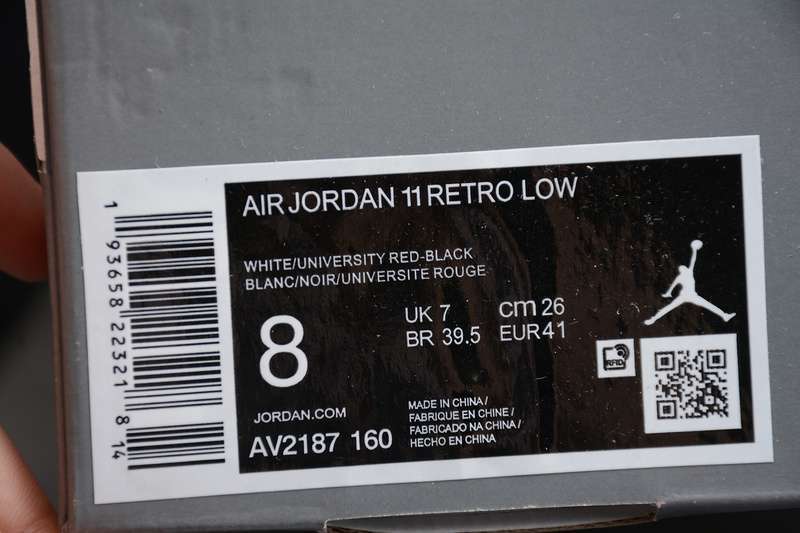 AIR JORDAN 11 RETRO LOW
WHITE/UNIVERSITY RED-BLACK
BLANC/NOIR/UNIVERSITE ROUGE
8
UK 7 cm 26
BR 39.5 EUR 41
JORDAN.COM
AV2187 160
MADE IN CHINA /
FABRIQUE EN CHINE /
FABRICADO NA CHINA /
HECHO EN CHINA
RFID
1 93658 22321 8 14